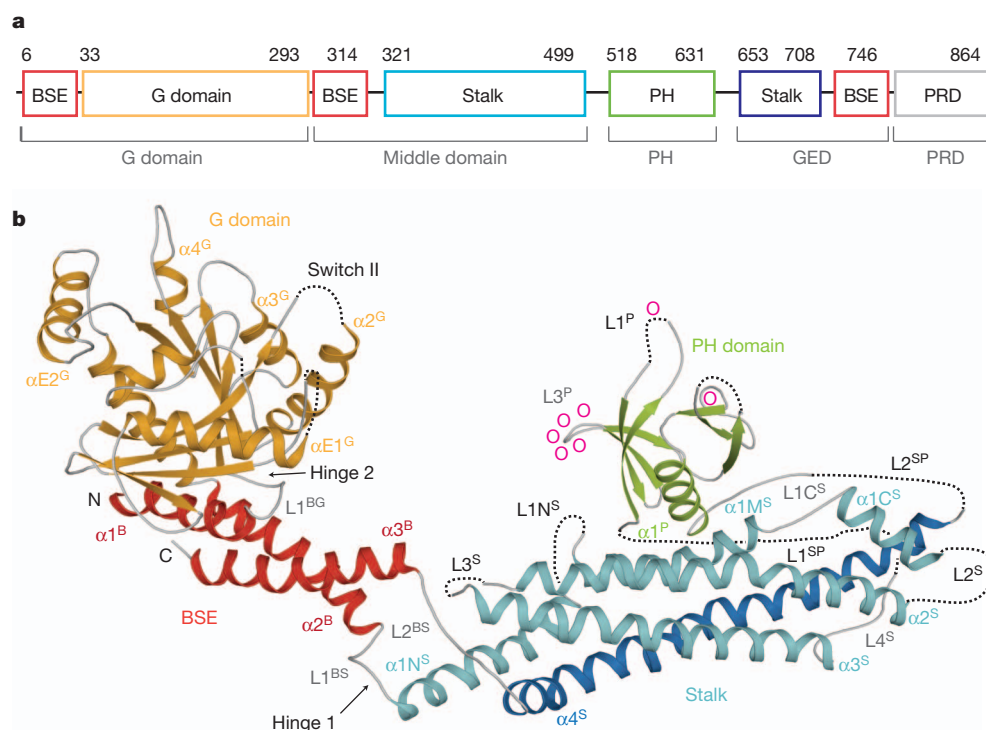 a
6 33 293 314 321 499 518 631 653 708 746 864
BSE G domain BSE Stalk PH Stalk BSE PRD
G domain Middle domain PH GED PRD
b
G domain
α4ᴳ
Switch II
α3ᴳ
α2ᴳ
αE2ᴳ
αE1ᴳ
Hinge 2
N
L1ᴮᴳ
α1ᴮ
α3ᴮ
C
BSE
α2ᴮ
L2ᴮˢ
L1ᴮˢ
Hinge 1
α1Nˢ
L3ˢ
L1Nˢ
O
L1ᴾ
PH domain
L3ᴾ
O
O
O
O
O
O
α1ᴾ
α1Mˢ
L1Cˢ
α1Cˢ
L2ˢᴾ
L1ˢᴾ
L2ˢ
α2ˢ
L4ˢ
α3ˢ
Stalk
α4ˢ